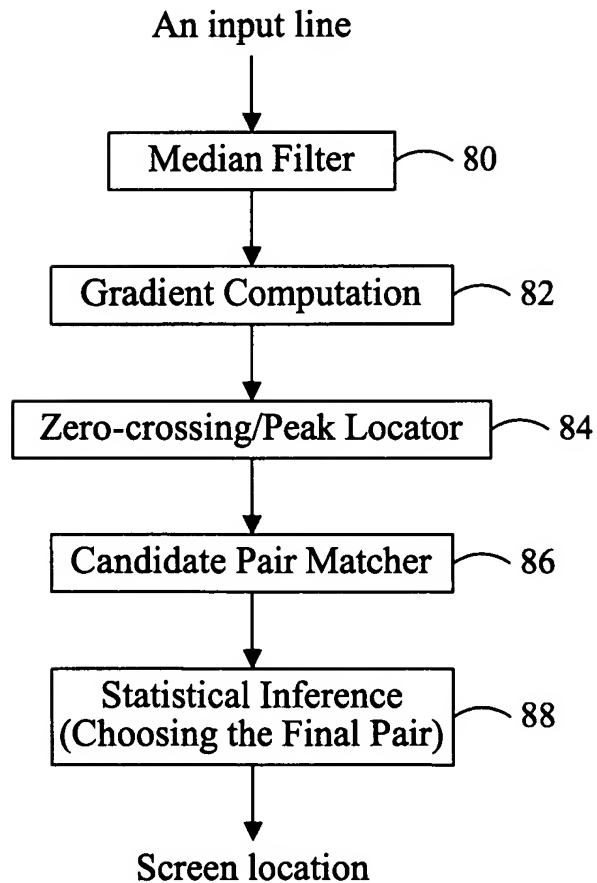 An input line
Median Filter 80
Gradient Computation 82
Zero-crossing/Peak Locator 84
Candidate Pair Matcher 86
Statistical Inference
(Choosing the Final Pair) 88
Screen location